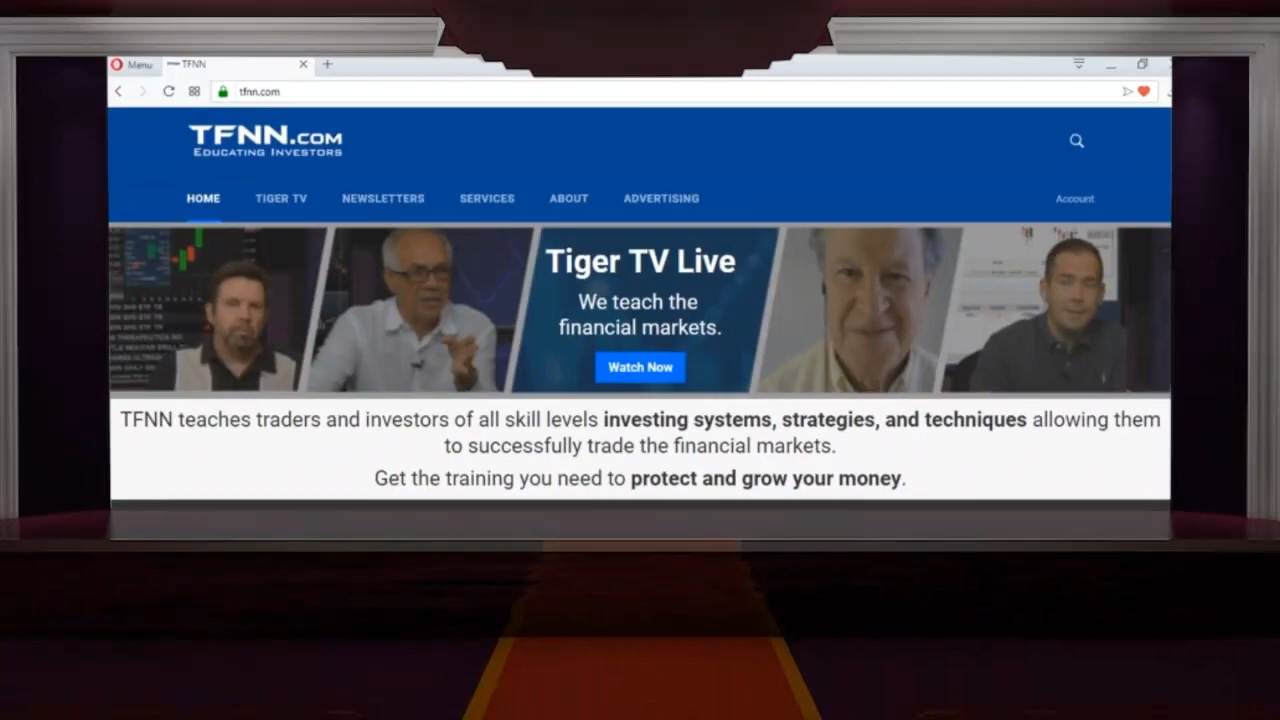 Menu
TFNN
tfnn.com
TFNN.COM
EDUCATING INVESTORS
HOME
TIGER TV
NEWSLETTERS
SERVICES
ABOUT
ADVERTISING
Account
Tiger TV Live
We teach the
financial markets.
Watch Now
TFNN teaches traders and investors of all skill levels investing systems, strategies, and techniques allowing them
to successfully trade the financial markets.
Get the training you need to protect and grow your money.